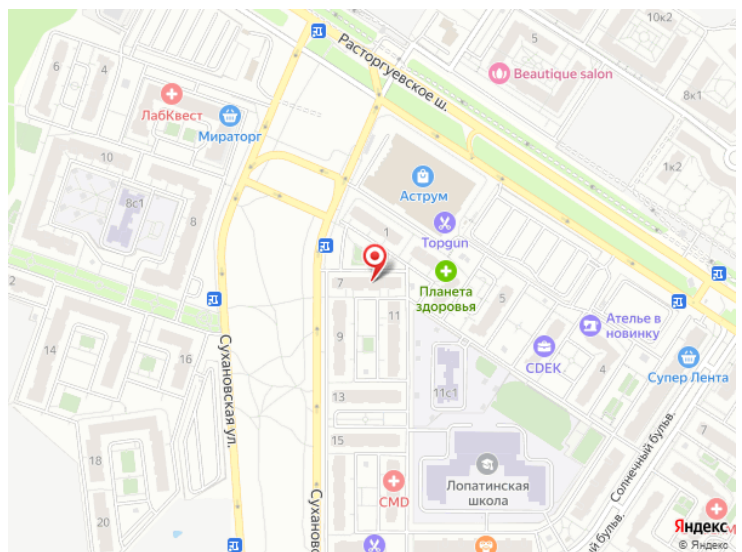 10к2
5
6
4
Расторгуевское ш.
Beautique salon
8к1
ЛабКвест
Мираторг
10
1к2
8с1
8
Аструм
1
Topgun
2
7
Планета
здоровья
5
Ателье в
новинку
9
11
14
16
Сухановская ул.
CDEK
4
Супер Лента
11с1
13
15
7
Солнечный бульв.
18
CMD
Лопатинская
школа
20
Сухановс
й бульв.
Яндекс
© Яндекс